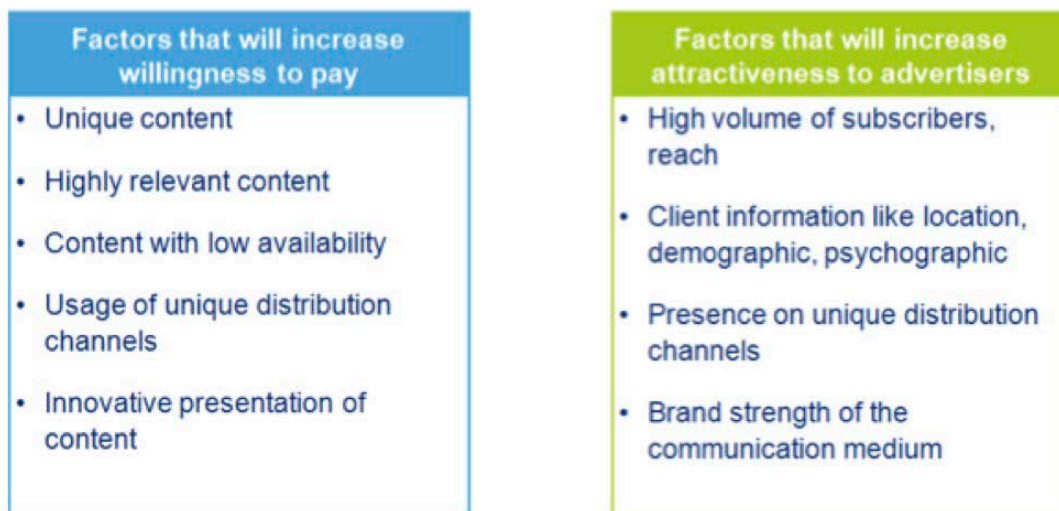 Factors that will increase
willingness to pay
• Unique content
• Highly relevant content
• Content with low availability
• Usage of unique distribution
channels
• Innovative presentation of
content
Factors that will increase
attractiveness to advertisers
• High volume of subscribers,
reach
• Client information like location,
demographic, psychographic
• Presence on unique distribution
channels
• Brand strength of the
communication medium